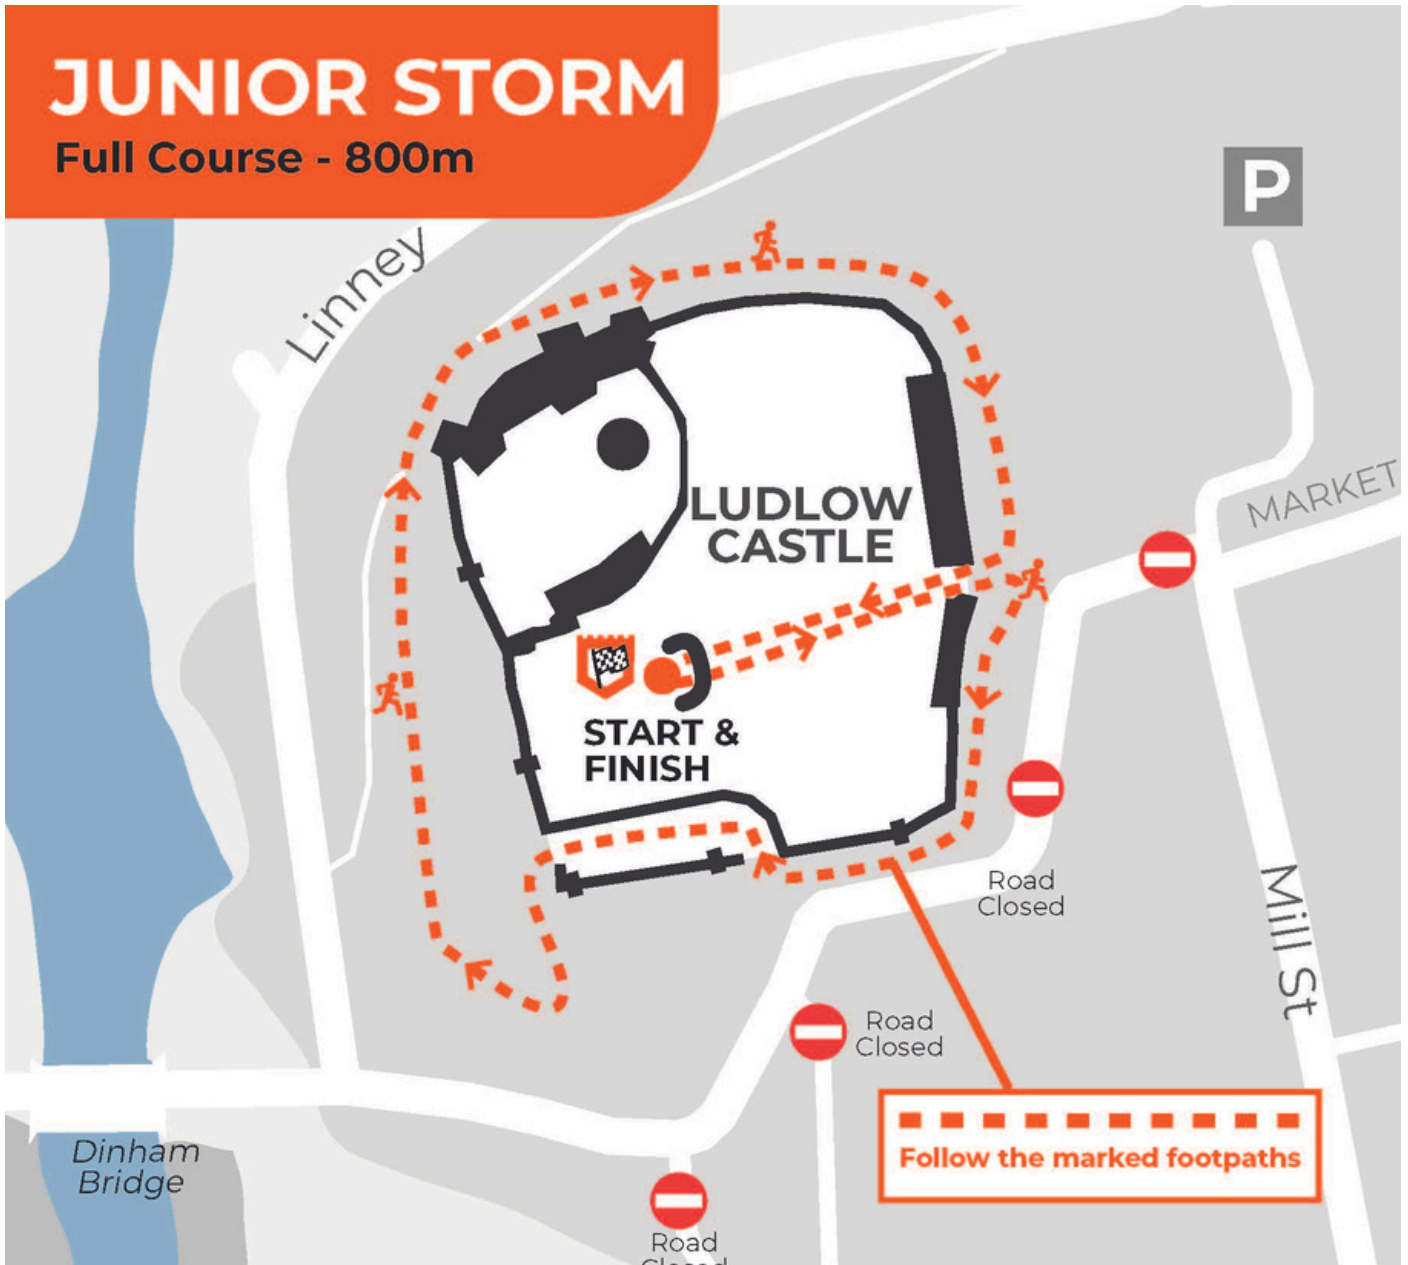 JUNIOR STORM
Full Course - 800m
P
Linney
LUDLOW
CASTLE
MARKET
START &
FINISH
Road
Closed
Mill St
Road
Closed
Follow the marked footpaths
Dinham
Bridge
Road
Closed